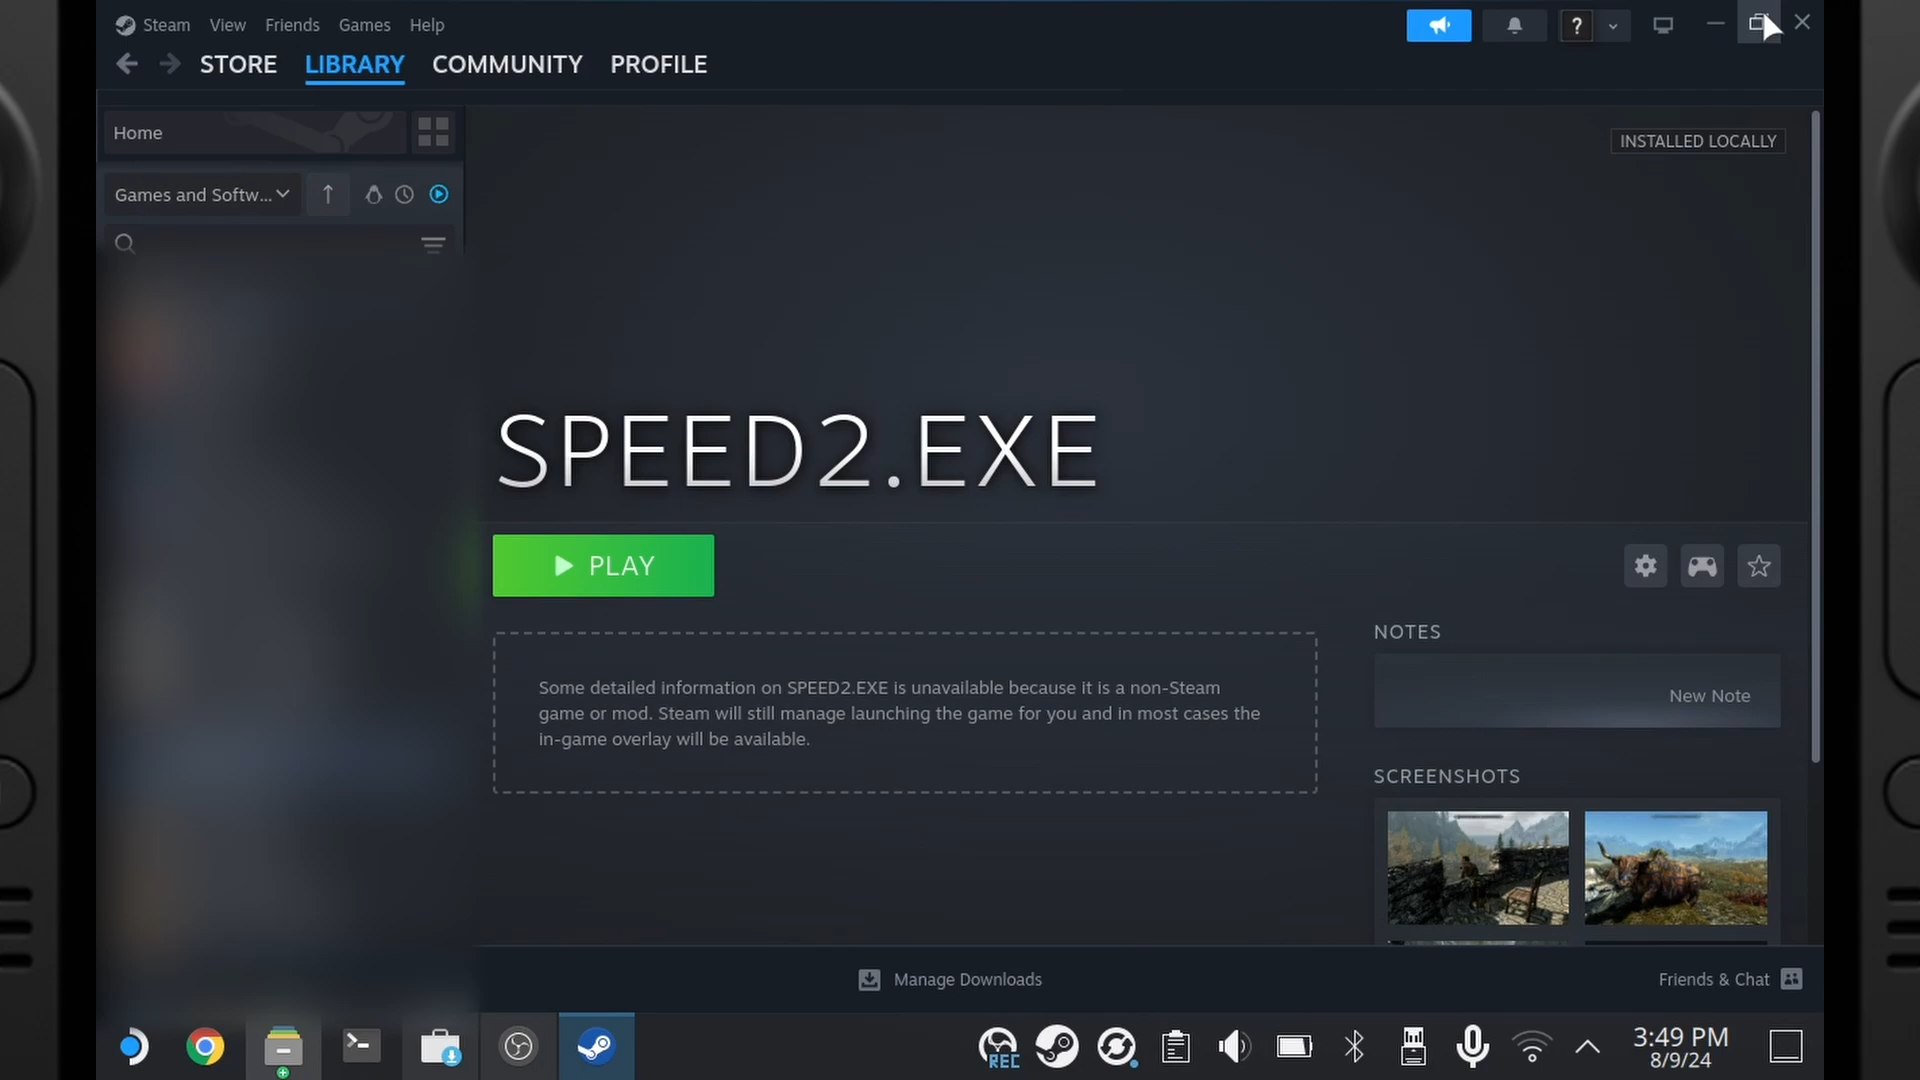 Steam View Friends Games Help
?
STORE LIBRARY COMMUNITY PROFILE
Home
INSTALLED LOCALLY
Games and Softw...
SPEED2.EXE
PLAY
NOTES
Some detailed information on SPEED2.EXE is unavailable because it is a non-Steam
game or mod. Steam will still manage launching the game for you and in most cases the
in-game overlay will be available.
New Note
SCREENSHOTS
Manage Downloads
Friends & Chat
REC
3:49 PM
8/9/24